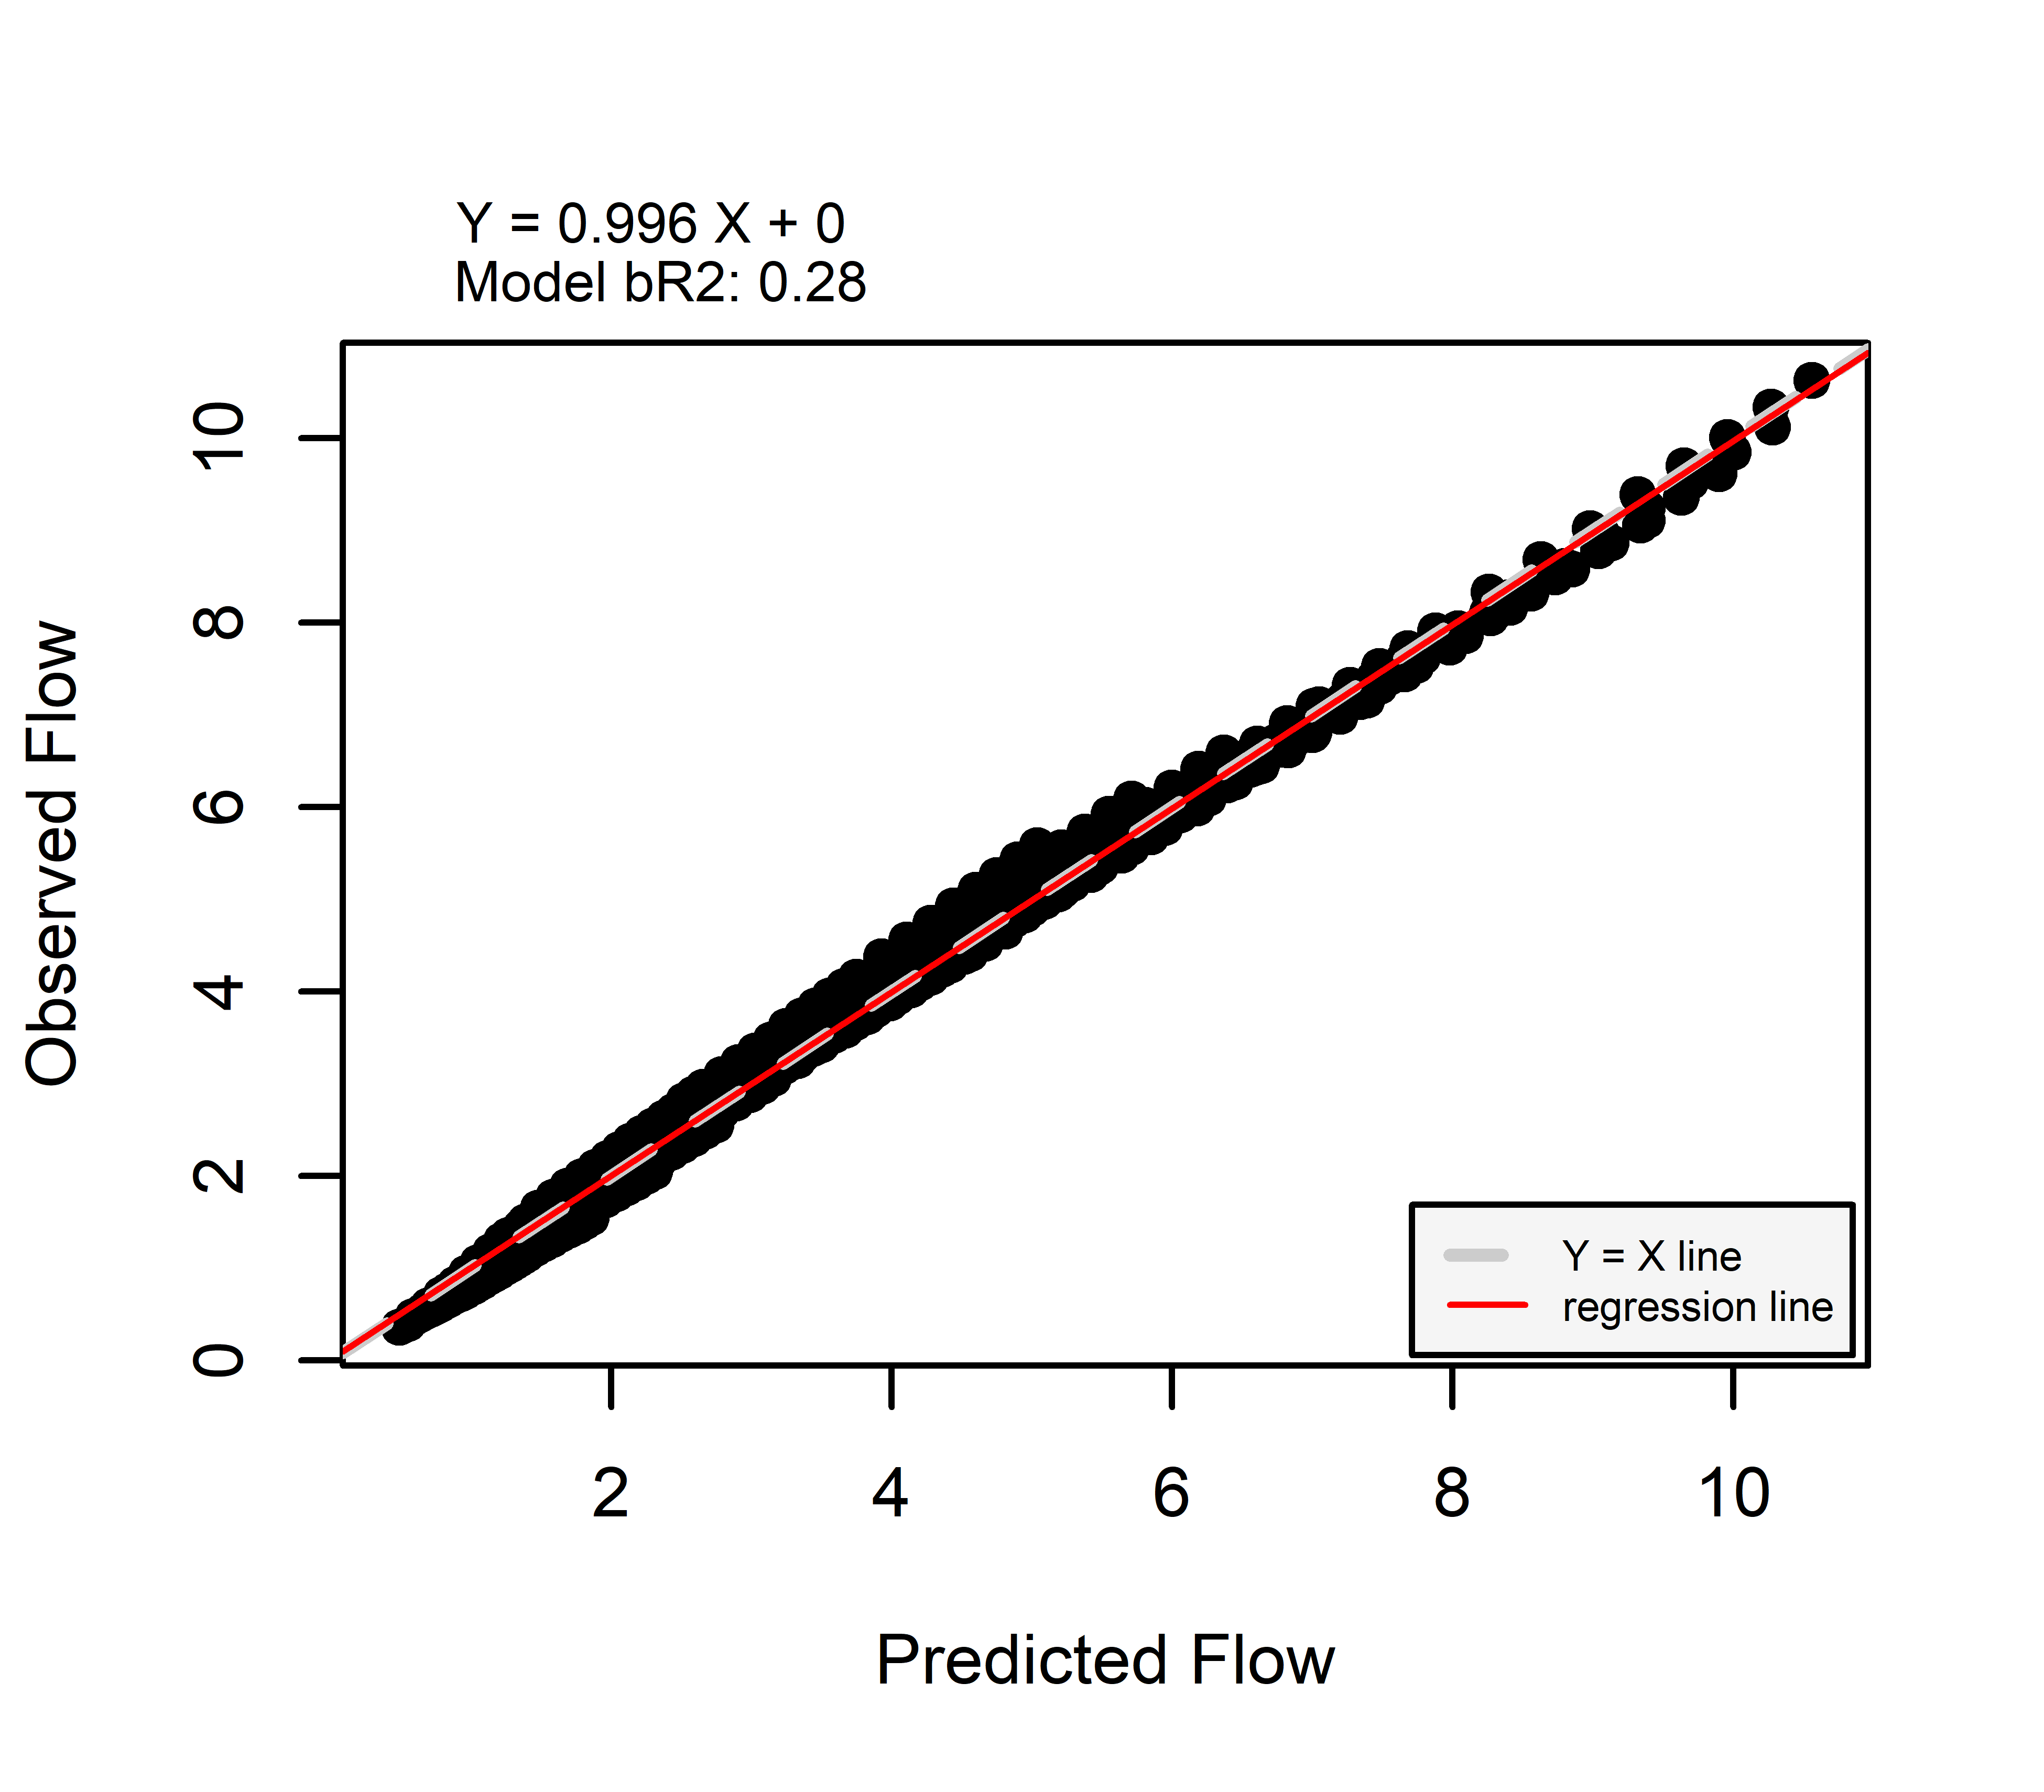 Y = 0.996 X + 0
Model bR2: 0.28
Observed Flow
10
8
6
4
2
0
Y = X line
regression line
2 4 6 8 10
Predicted Flow